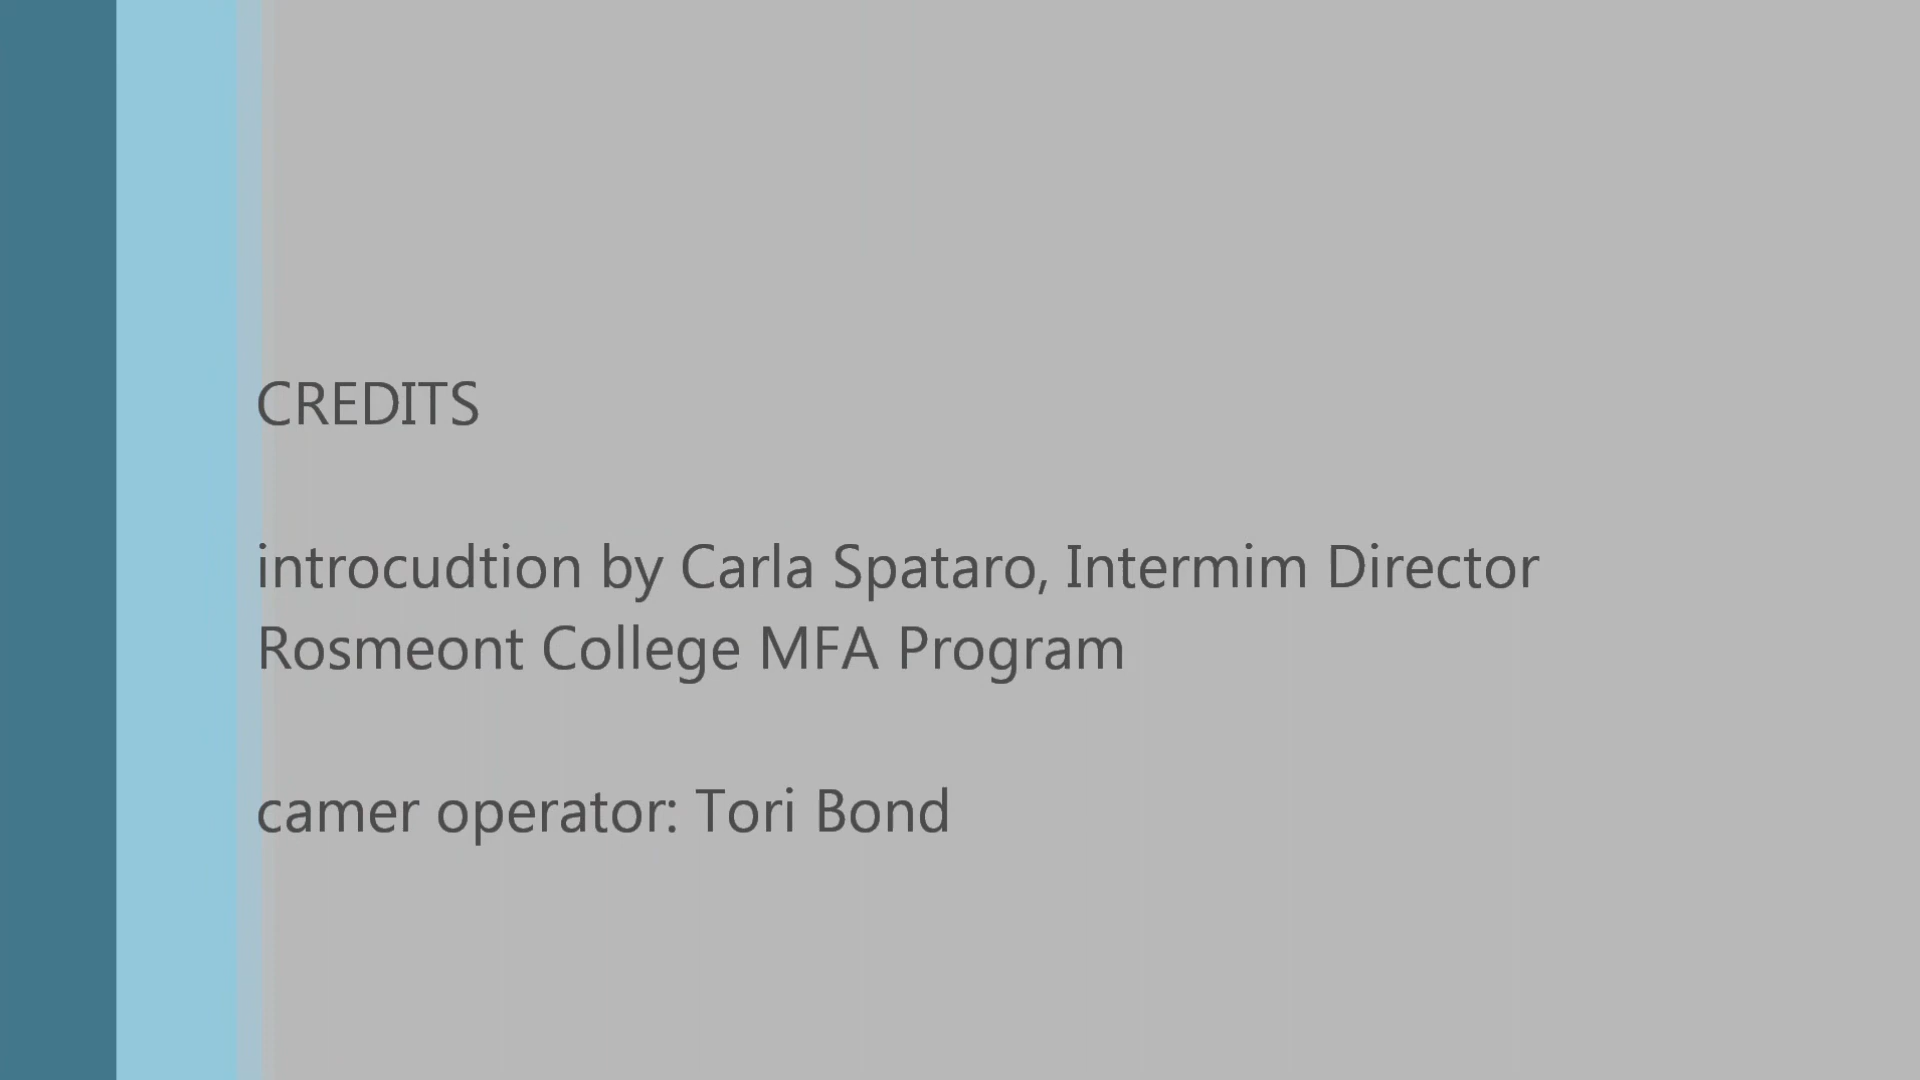 CREDITS
introcudtion by Carla Spataro, Intermim Director
Rosmeont College MFA Program
camer operator: Tori Bond